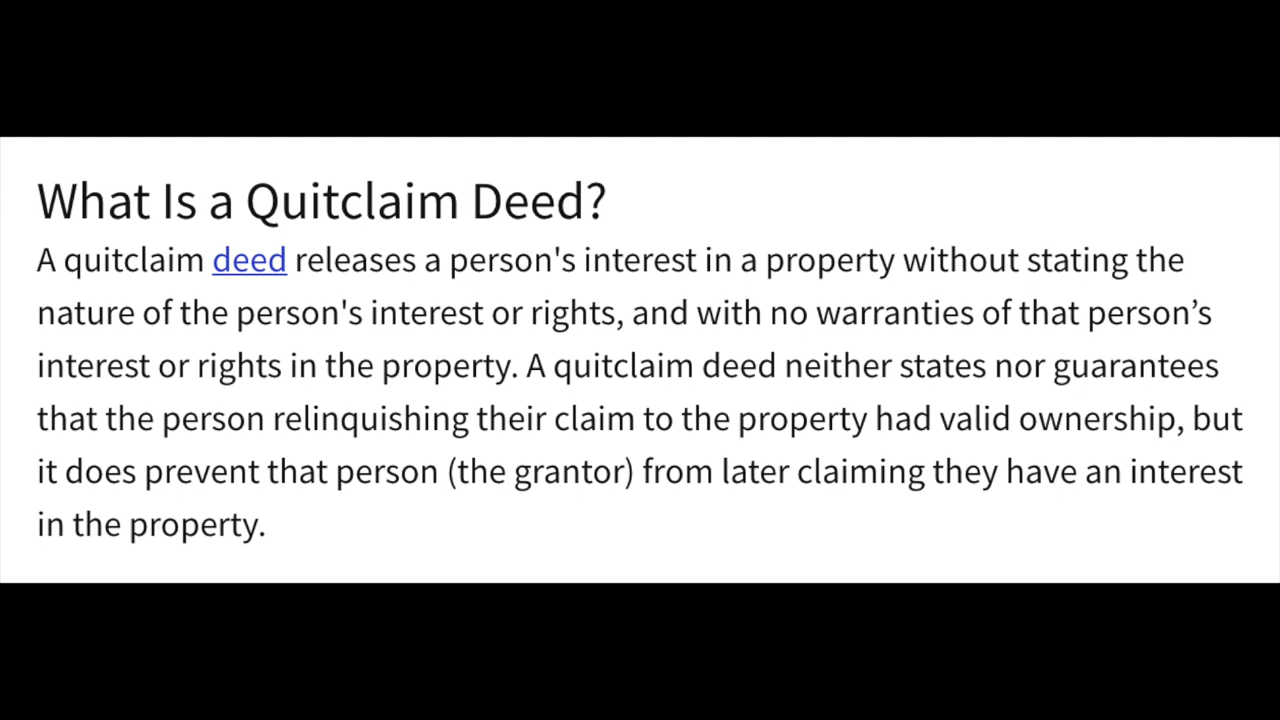 What Is a Quitclaim Deed?
A quitclaim deed releases a person's interest in a property without stating the
nature of the person's interest or rights, and with no warranties of that person’s
interest or rights in the property. A quitclaim deed neither states nor guarantees
that the person relinquishing their claim to the property had valid ownership, but
it does prevent that person (the grantor) from later claiming they have an interest
in the property.